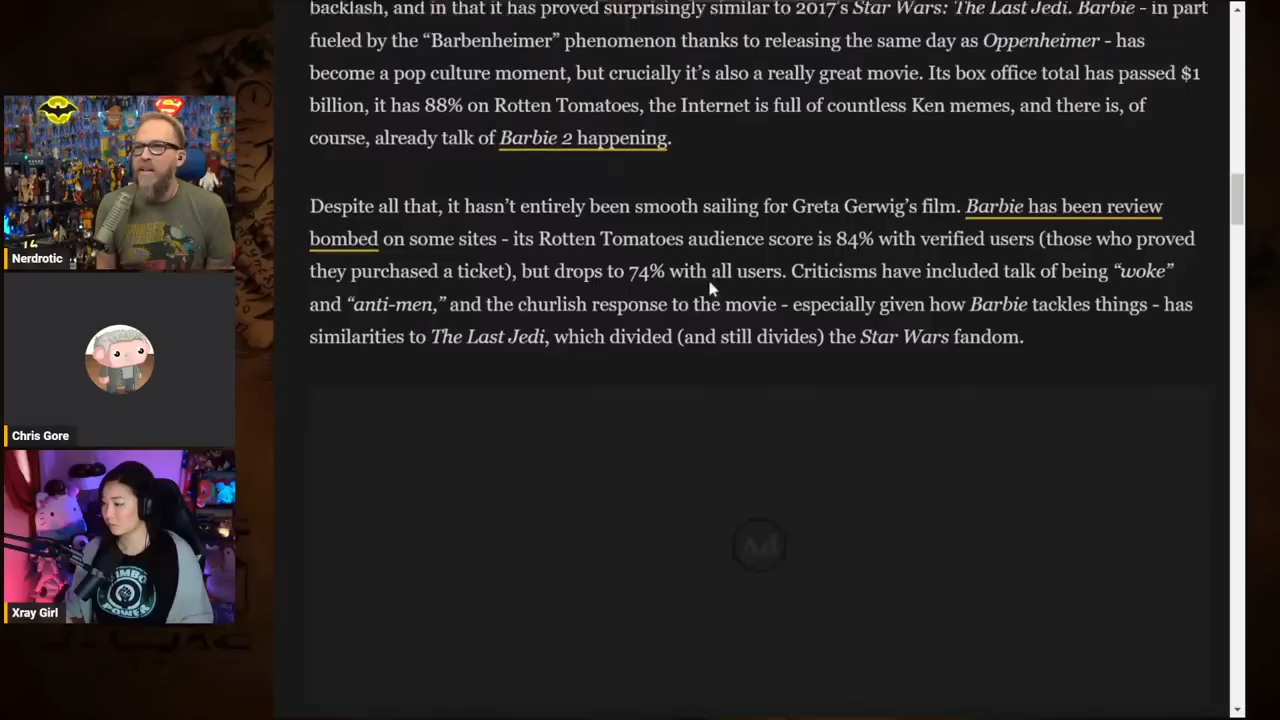 backlash, and in that it has proved surprisingly similar to 2017's Star Wars: The Last Jedi. Barbie - in part
fueled by the “Barbenheimer” phenomenon thanks to releasing the same day as Oppenheimer - has
become a pop culture moment, but crucially it's also a really great movie. Its box office total has passed $1
billion, it has 88% on Rotten Tomatoes, the Internet is full of countless Ken memes, and there is, of
course, already talk of Barbie 2 happening.
Despite all that, it hasn't entirely been smooth sailing for Greta Gerwig's film. Barbie has been review
bombed on some sites - its Rotten Tomatoes audience score is 84% with verified users (those who proved
they purchased a ticket), but drops to 74% with all users. Criticisms have included talk of being “woke”
and “anti-men,” and the churlish response to the movie - especially given how Barbie tackles things - has
similarities to The Last Jedi, which divided (and still divides) the Star Wars fandom.
Ad
Nerdrotic
Chris Gore
Xray Girl
POWER